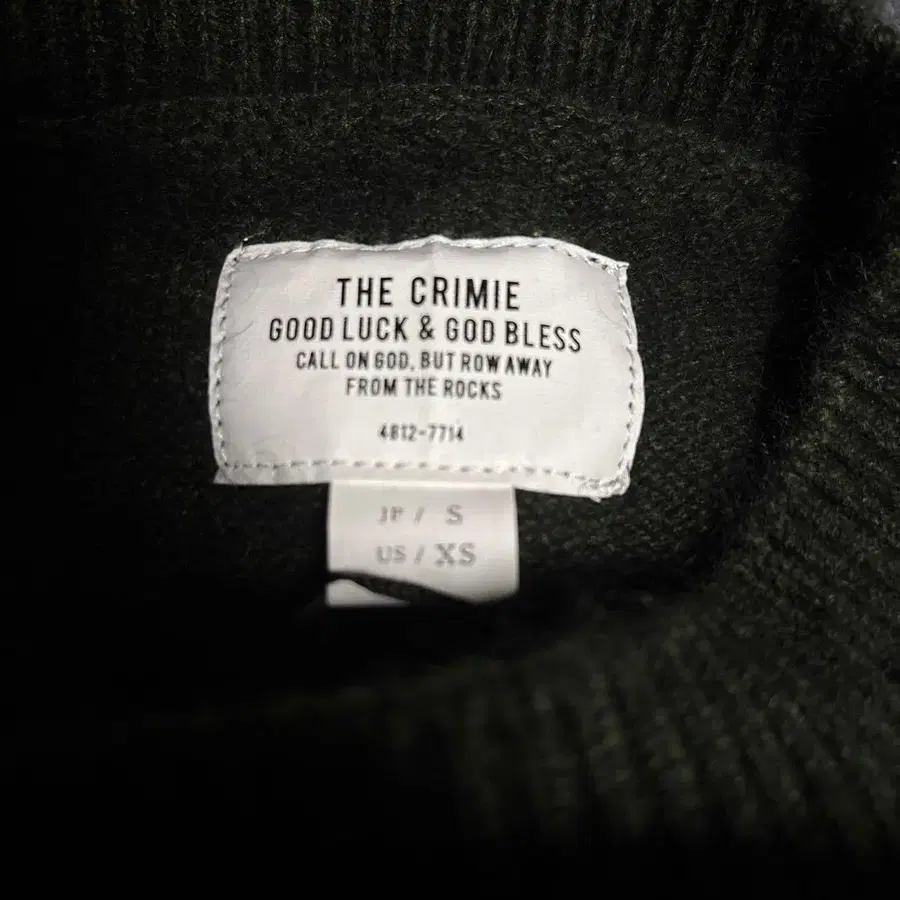 THE CRIMIE
GOOD LUCK & GOD BLESS
CALL ON GOD, BUT ROW AWAY
FROM THE ROCKS
4812-7714
JP / S
US / XS